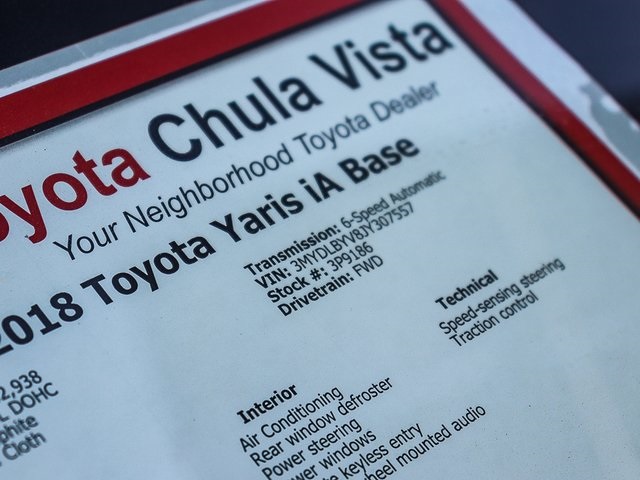 oyota Chula Vista
Your Neighborhood Toyota Dealer
2018 Toyota Yaris iA Base
Transmission: 6-Speed Automatic
VIN: 3MYDLBYV8JY307557
Stock #: 3P9186
Drivetrain: FWD
2,938
L DOHC
phite
Cloth
Technical
Speed-sensing steering
Traction control
Interior
Air Conditioning
Rear window defroster
Power steering
wer windows
te keyless entry
heel mounted audio